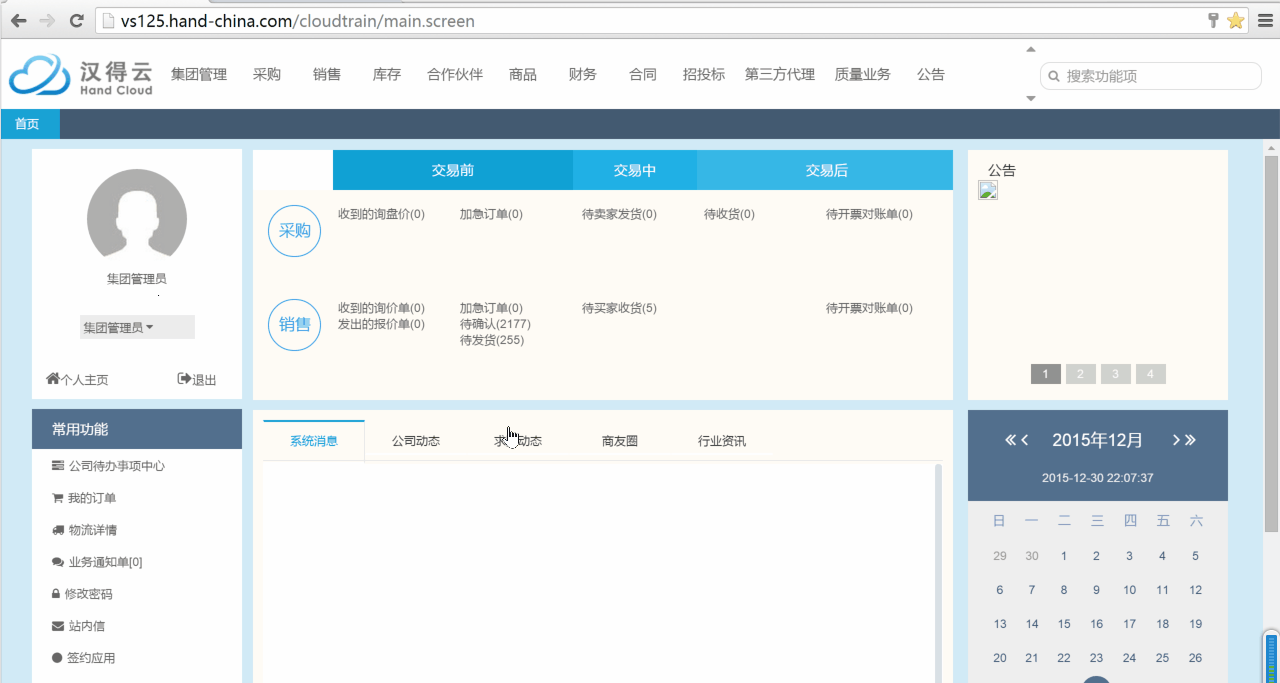 vs125.hand-china.com/cloudtrain/main.screen
汉得云
Hand Cloud
集团管理 采购 销售 库存 合作伙伴 商品 财务 合同 招投标 第三方代理 质量业务 公告
搜索功能项
首页
集团管理员
集团管理员
个人主页 退出
常用功能
公司待办事项中心
我的订单
物流详情
业务通知单[0]
修改密码
站内信
签约应用
交易前 交易中 交易后
采购
收到的询盘价(0) 加急订单(0) 待卖家发货(0) 待收货(0) 待开票对账单(0)
销售
收到的询价单(0) 加急订单(0) 待买家收货(5) 待开票对账单(0)
发出的报价单(0) 待确认(2177)
待发货(255)
系统消息 公司动态 求 动态 商友圈 行业资讯
公告
1 2 3 4
2015年12月
2015-12-30 22:07:37
日 一 二 三 四 五 六
29 30 1 2 3 4 5
6 7 8 9 10 11 12
13 14 15 16 17 18 19
20 21 22 23 24 25 26